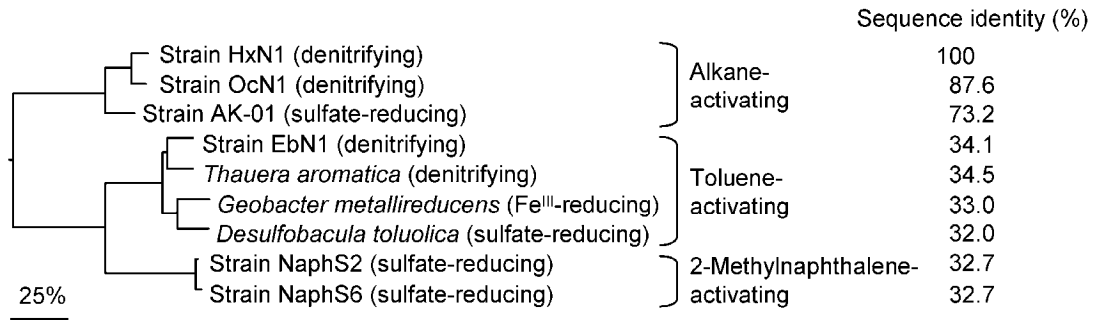 Sequence identity (%)
Strain HxN1 (denitrifying) 100
Strain OcN1 (denitrifying) Alkane-activating 87.6
Strain AK-01 (sulfate-reducing) 73.2
Strain EbN1 (denitrifying) 34.1
Thauera aromatica (denitrifying) 34.5
Toluene-activating
Geobacter metallireducens (Feᴵᴵᴵ-reducing) 33.0
Desulfobacula toluolica (sulfate-reducing) 32.0
Strain NaphS2 (sulfate-reducing) 2-Methylnaphthalene- 32.7
Strain NaphS6 (sulfate-reducing) activating 32.7
25%